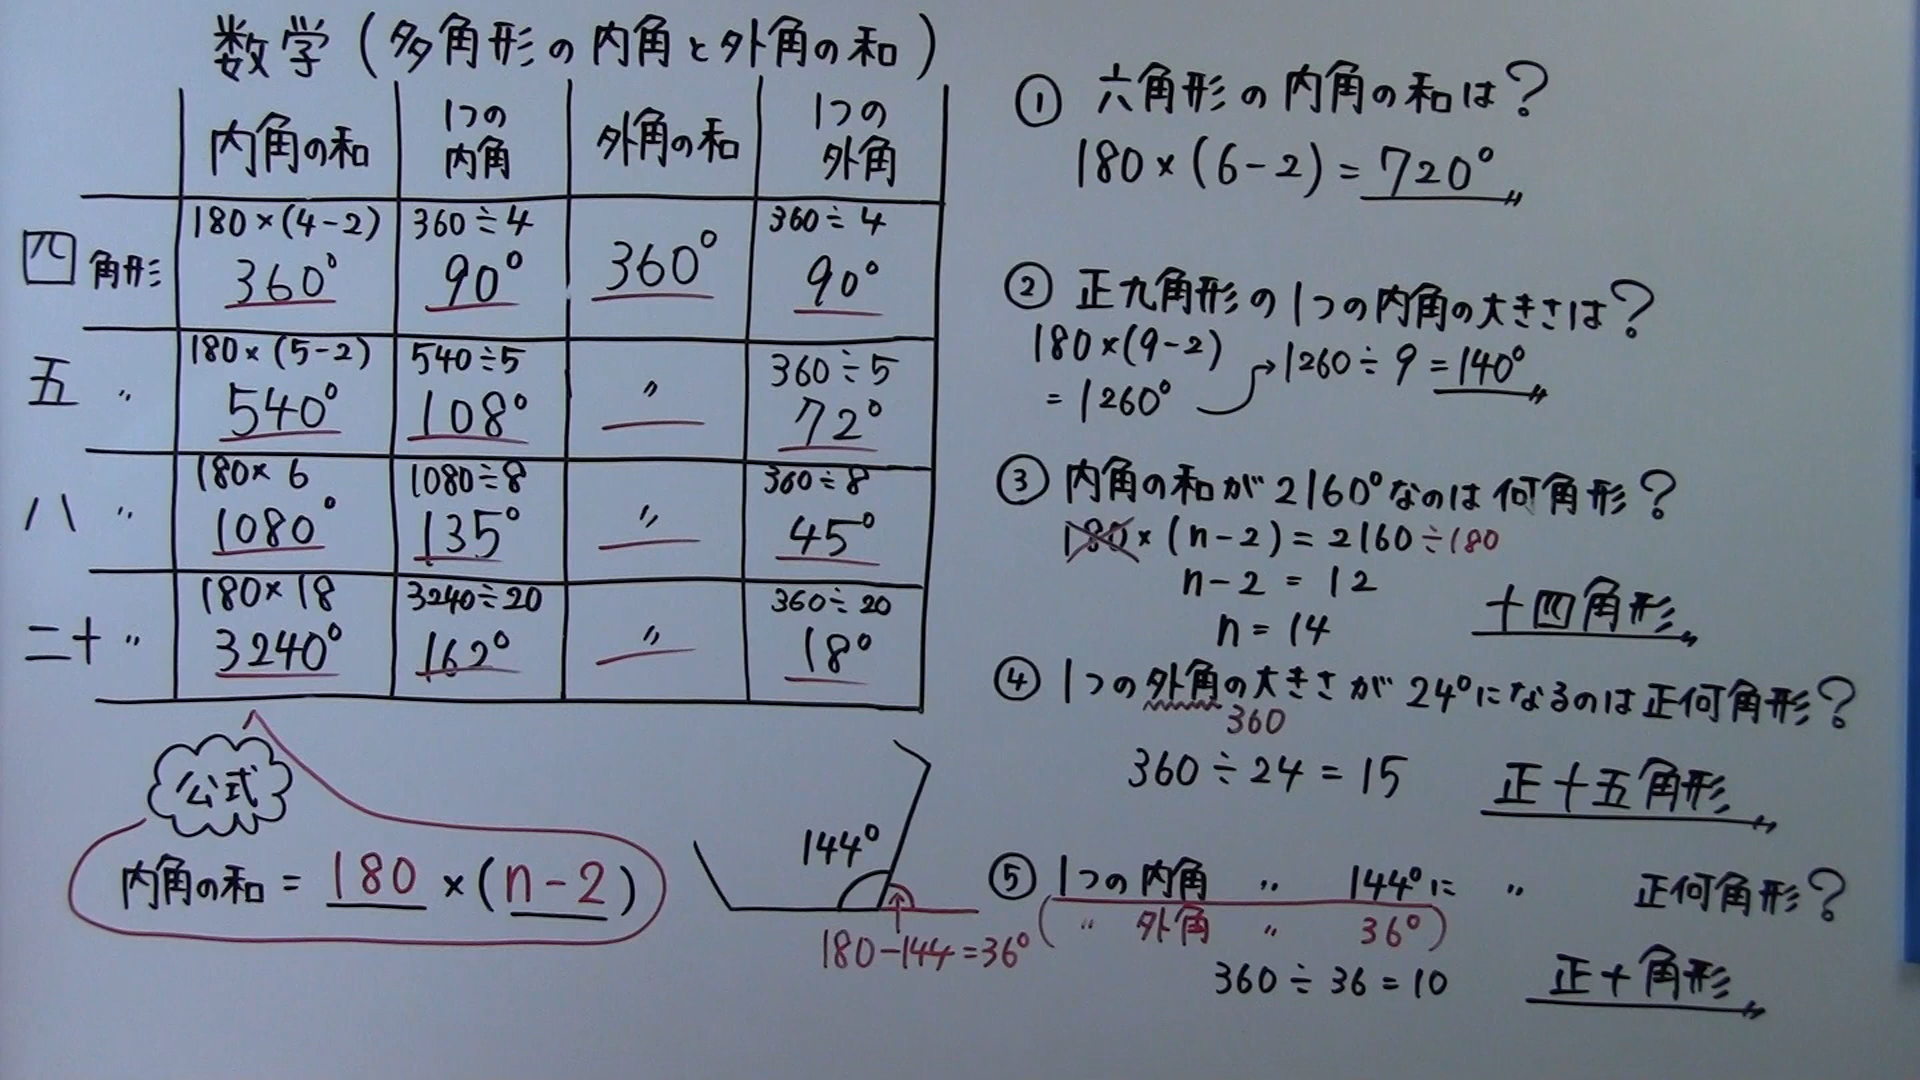 数学(多角形の内角と外角の和)
内角の和 1つの内角 外角の和 1つの外角
四角形 180×(4-2) 360° 360÷4 90° 360° 360÷4 90°
五 〃 180×(5-2) 540° 540÷5 108° 〃 360÷5 72°
八 〃 180×6 1080° 1080÷8 135° 〃 360÷8 45°
二十 〃 180×18 3240° 3240÷20 162° 〃 360÷20 18°
公式
内角の和 = 180×(n-2)
144°
180-144=36°
① 六角形の内角の和は?
180×(6-2)=720°
② 正九角形の1つの内角の大きさは?
180×(9-2)
=1260° → 1260÷9=140°
③ 内角の和が2160°なのは何角形?
180×(n-2)=2160÷180
n-2=12
n=14 十四角形
④ 1つの外角の大きさが24°になるのは正何角形?
360
360÷24=15 正十五角形
⑤ 1つの内角 〃 144°に 〃 正何角形?
(〃 外角 〃 36°)
360÷36=10 正十角形